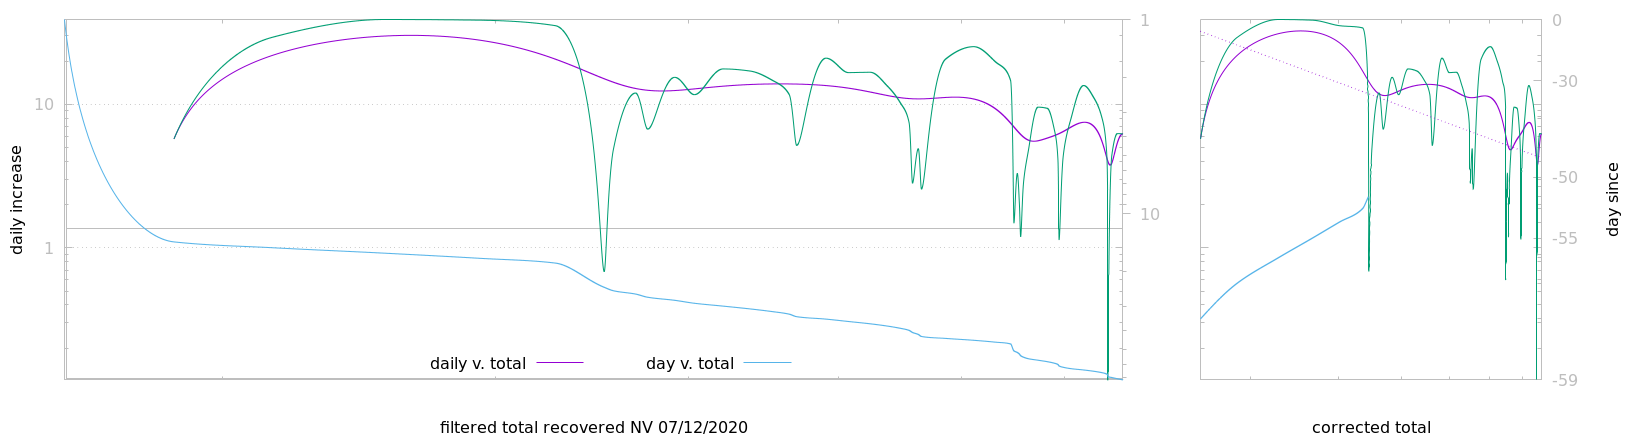 daily increase
10
1
1
10
daily v. total
day v. total
filtered total recovered NV 07/12/2020
0
-30
-50
-55
-59
day since
corrected total